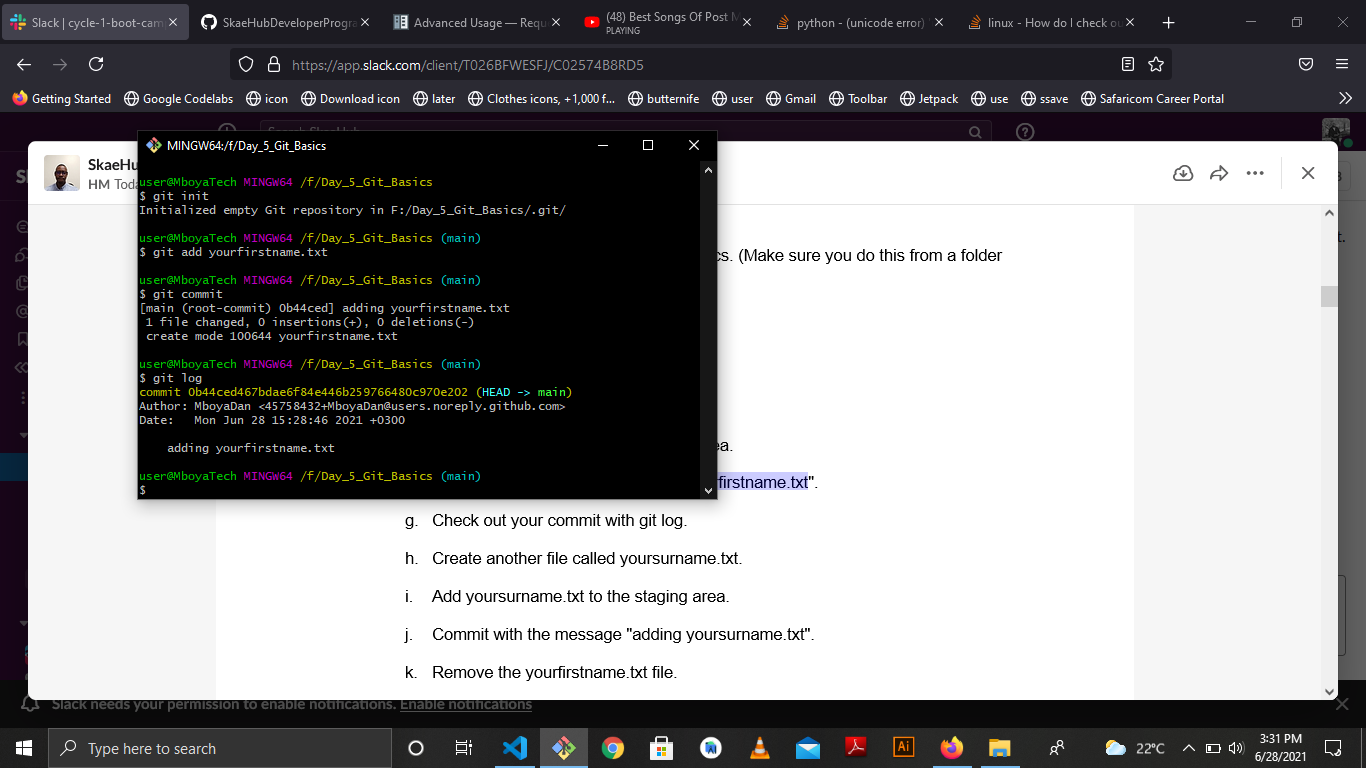 Slack | cycle-1-boot-cam
SkaeHubDeveloperProgra
Advanced Usage — Requ
(48) Best Songs Of Post M
PLAYING
python - (unicode error)
linux - How do I check ou
https://app.slack.com/client/T026BFWESFJ/C02574B8RD5
Getting Started
Google Codelabs
icon
Download icon
later
Clothes icons, +1,000 f...
butternife
user
Gmail
Toolbar
Jetpack
use
ssave
Safaricom Career Portal
Search SkaeHub
MINGW64:/f/Day_5_Git_Basics
SkaeHu
HM Toda
user@MboyaTech MINGW64 /f/Day_5_Git_Basics
$ git init
Initialized empty Git repository in F:/Day_5_Git_Basics/.git/
user@MboyaTech MINGW64 /f/Day_5_Git_Basics (main)
$ git add yourfirstname.txt
user@MboyaTech MINGW64 /f/Day_5_Git_Basics (main)
$ git commit
[main (root-commit) 0b44ced] adding yourfirstname.txt
1 file changed, 0 insertions(+), 0 deletions(-)
create mode 100644 yourfirstname.txt
user@MboyaTech MINGW64 /f/Day_5_Git_Basics (main)
$ git log
commit 0b44ced467bdae6f84e446b259766480c970e202 (HEAD -> main)
Author: MboyaDan <45758432+MboyaDan@users.noreply.github.com>
Date: Mon Jun 28 15:28:46 2021 +0300
adding yourfirstname.txt
user@MboyaTech MINGW64 /f/Day_5_Git_Basics (main)
$
cs. (Make sure you do this from a folder
ea.
rfirstname.txt".
g. Check out your commit with git log.
h. Create another file called yoursurname.txt.
i. Add yoursurname.txt to the staging area.
j. Commit with the message "adding yoursurname.txt".
k. Remove the yourfirstname.txt file.
Slack needs your permission to enable notifications. Enable notifications
Type here to search
Ai
22°C
3:31 PM
6/28/2021